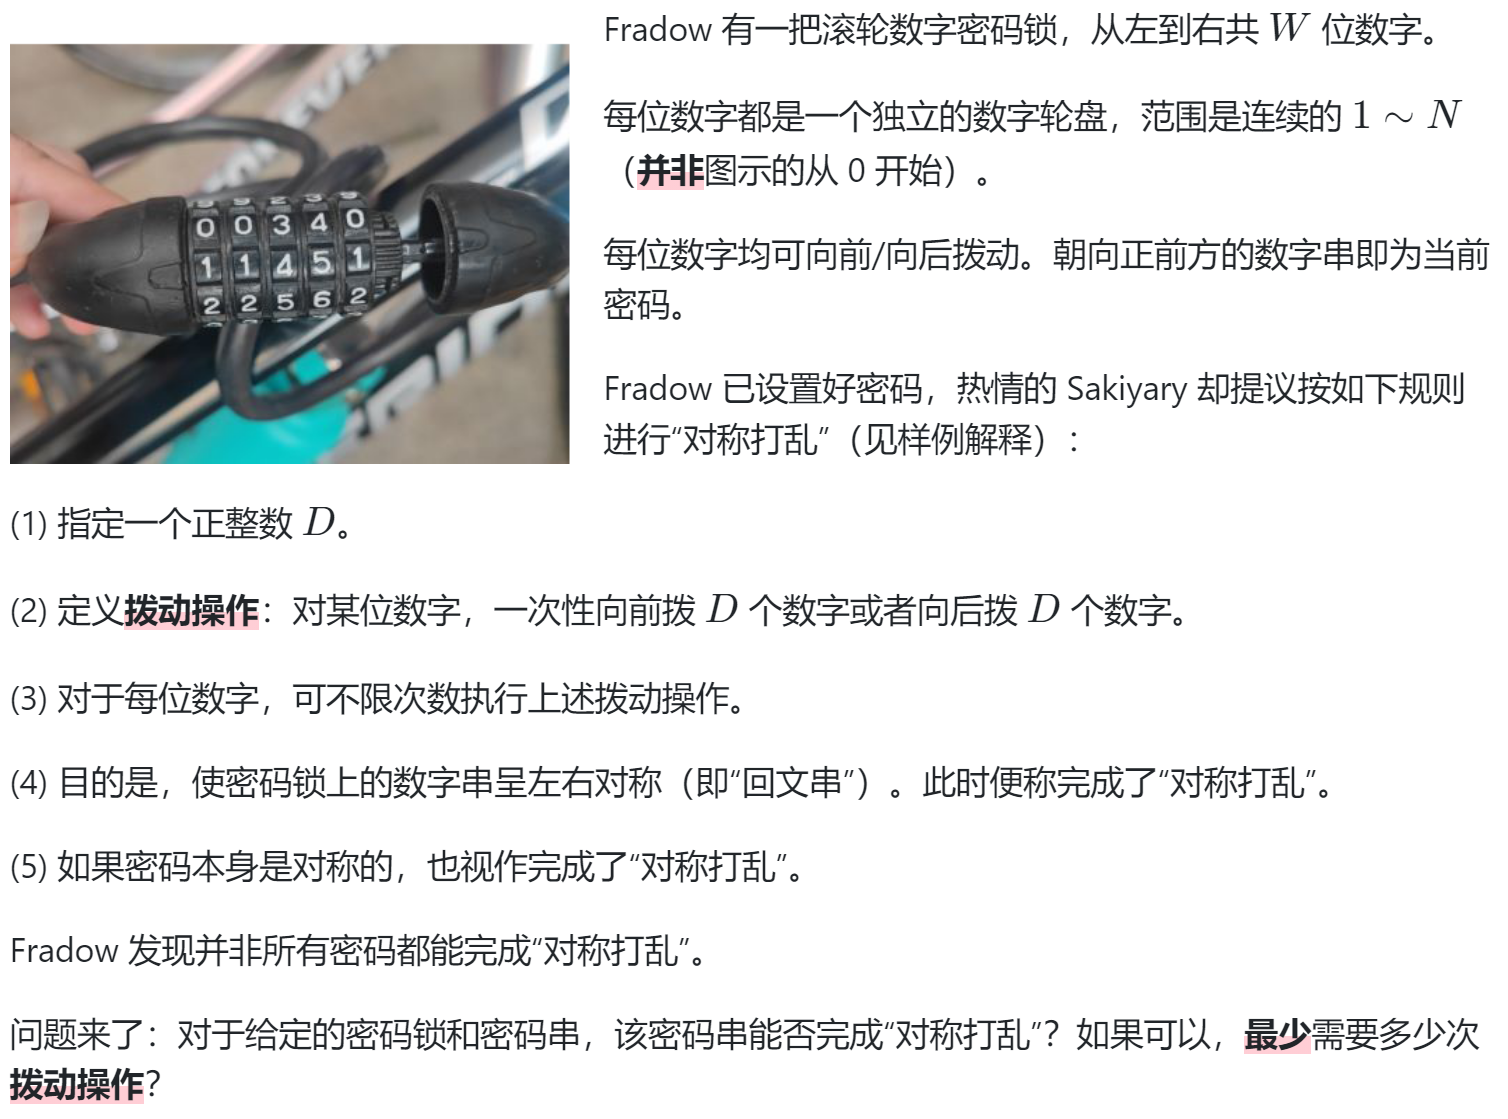 Fradow 有一把滚轮数字密码锁，从左到右共 W 位数字。
每位数字都是一个独立的数字轮盘，范围是连续的 1 ~ N
（并非图示的从 0 开始）。
每位数字均可向前/向后拨动。朝向正前方的数字串即为当前
密码。
Fradow 已设置好密码，热情的 Sakiyary 却提议按如下规则
进行“对称打乱”（见样例解释）：
0 0 3 4 0
1 1 4 5 1
2 2 5 6 2
(1) 指定一个正整数 D。
(2) 定义拨动操作：对某位数字，一次性向前拨 D 个数字或者向后拨 D 个数字。
(3) 对于每位数字，可不限次数执行上述拨动操作。
(4) 目的是，使密码锁上的数字串呈左右对称（即“回文串”）。此时便称完成了“对称打乱”。
(5) 如果密码本身是对称的，也视作完成了“对称打乱”。
Fradow 发现并非所有密码都能完成“对称打乱”。
问题来了：对于给定的密码锁和密码串，该密码串能否完成“对称打乱”？如果可以，最少需要多少次
拨动操作？